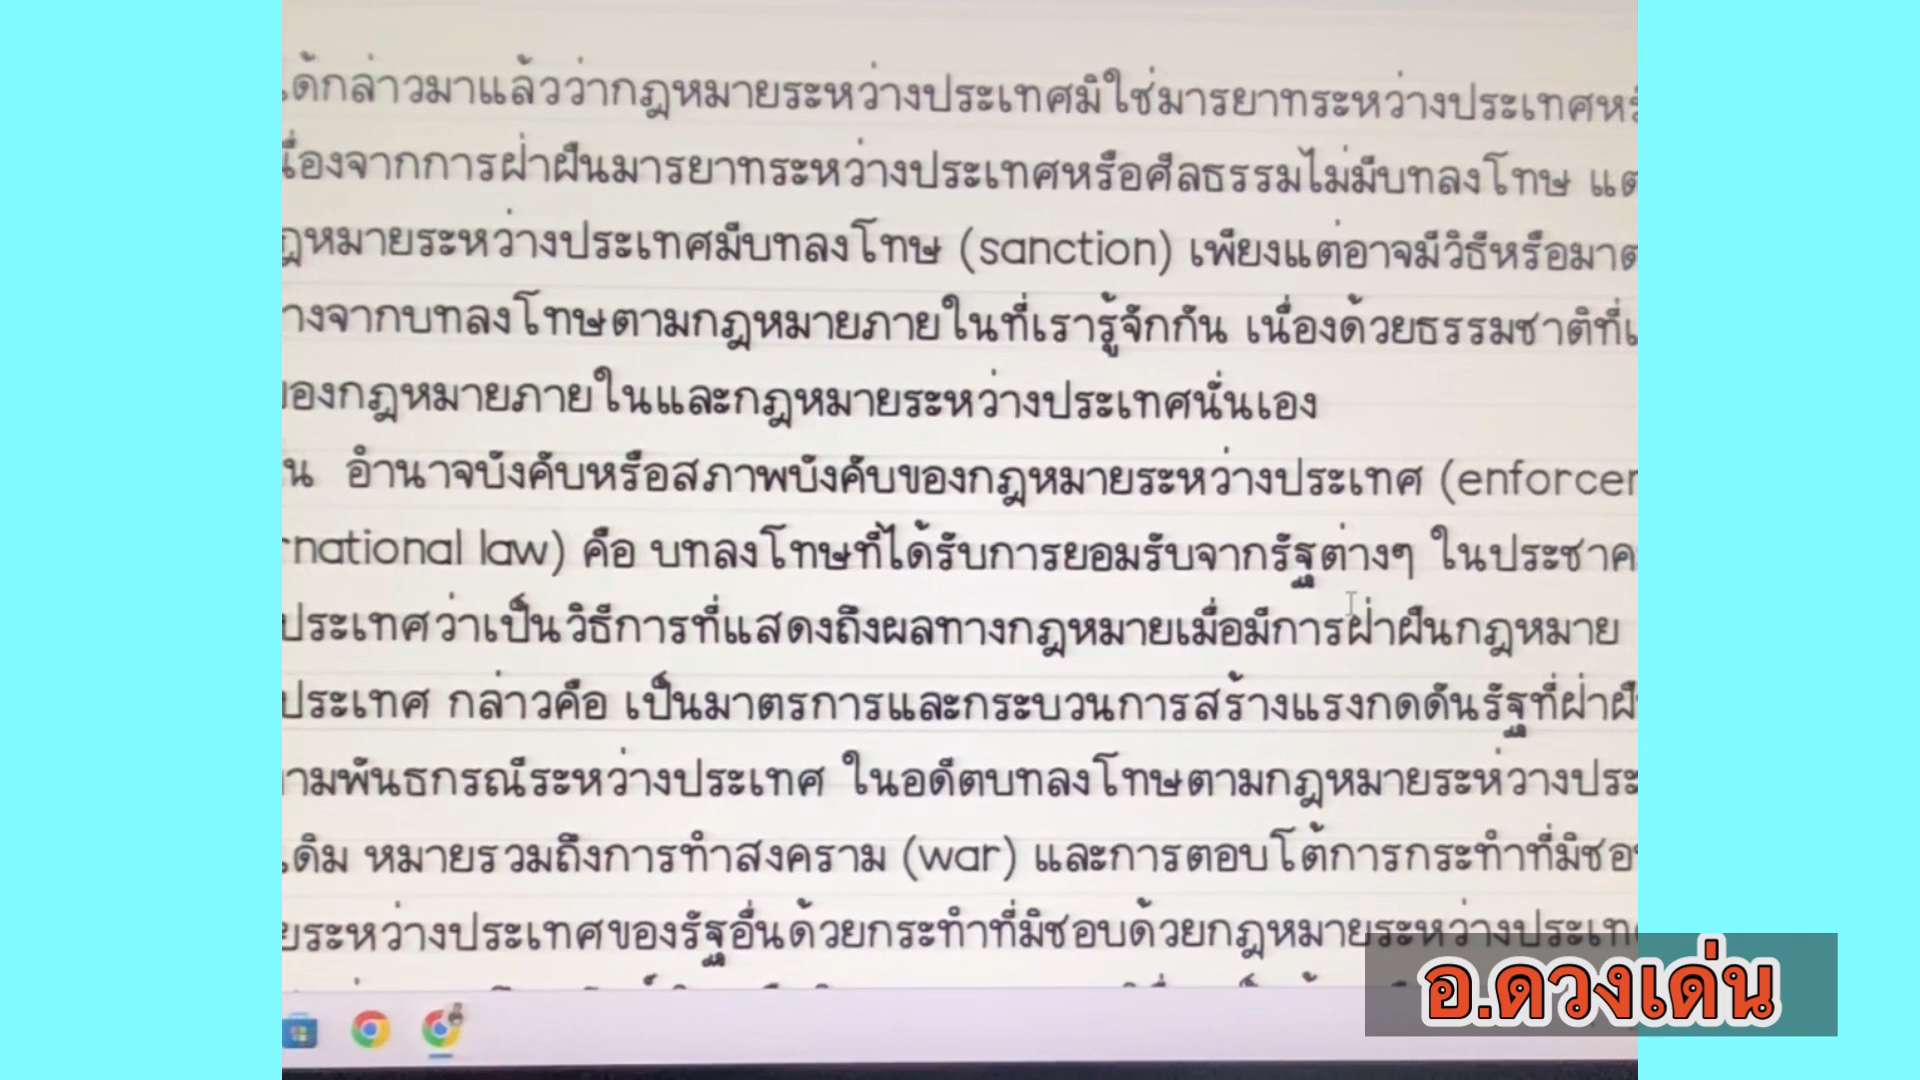 ได้กล่าวมาแล้วว่ากฎหมายระหว่างประเทศมิใช่มารยาทระหว่างประเทศ
เนื่องจากการฝ่าฝืนมารยาทระหว่างประเทศหรือศีลธรรมไม่มีบทลงโทษ
กฎหมายระหว่างประเทศมีบทลงโทษ (sanction) เพียงแต่อาจมีวิธีหรือ
จากบทลงโทษตามกฎหมายภายในที่เรารู้จักกัน เนื่องด้วยธรรมชาติที่
ของกฎหมายภายในและกฎหมายระหว่างประเทศนั่นเอง
อำนาจบังคับหรือสภาพบังคับของกฎหมายระหว่างประเทศ (enforcem
rnational law) คือ บทลงโทษที่ได้รับการยอมรับจากรัฐต่างๆ ในประชาค
ประเทศว่าเป็นวิธีการที่แสดงถึงผลทางกฎหมายเมื่อมีการฝ่าฝืนกฎหมาย
ประเทศ กล่าวคือ เป็นมาตรการและกระบวนการสร้างแรงกดดันรัฐที่ฝ่าฝื
ามพันธกรณีระหว่างประเทศ ในอดีตบทลงโทษตามกฎหมายระหว่างประ
เดิม หมายรวมถึงการทำสงคราม (war) และการตอบโต้การกระทำที่มิชอบ
ยระหว่างประเทศของรัฐอื่นด้วยกระทำที่มิชอบด้วยกฎหมายระหว่างประเทศ
อ.ดวงเด่น